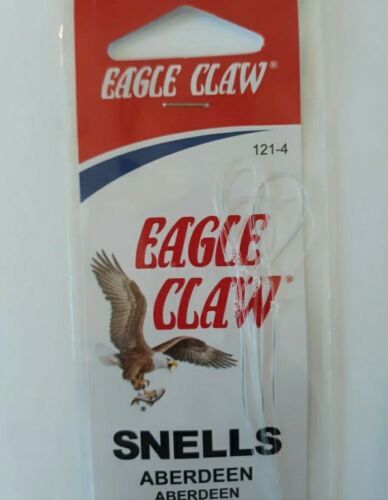 EAGLE CLAW®
121-4
EAGLE
CLAW®
SNELLS
ABERDEEN
ABERDEEN